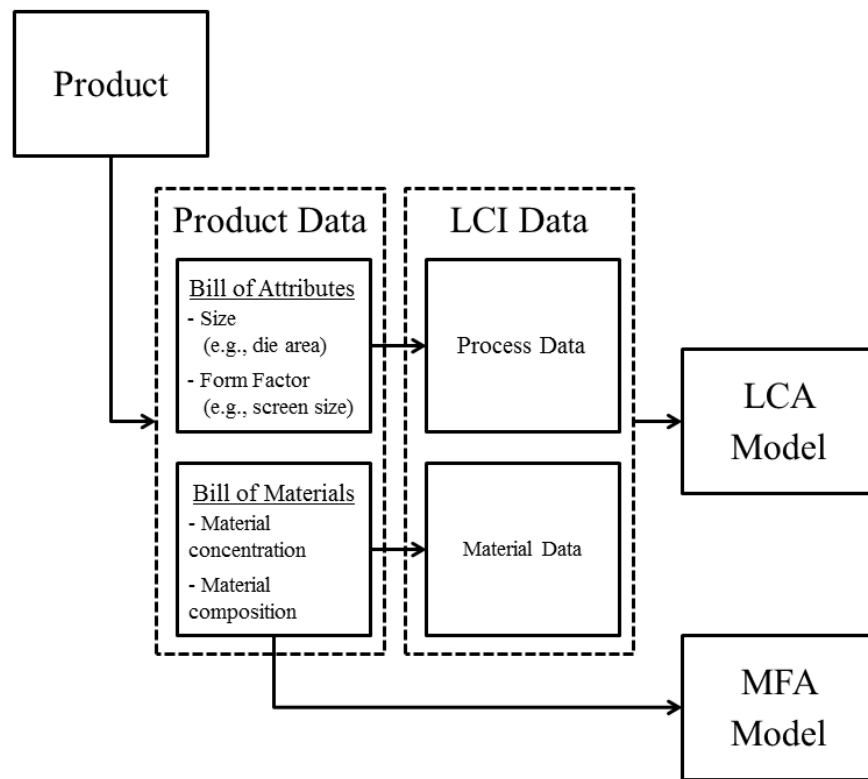 Product
Product Data
Bill of Attributes
- Size
(e.g., die area)
- Form Factor
(e.g., screen size)
Bill of Materials
- Material
concentration
- Material
composition
LCI Data
Process Data
Material Data
LCA
Model
MFA
Model